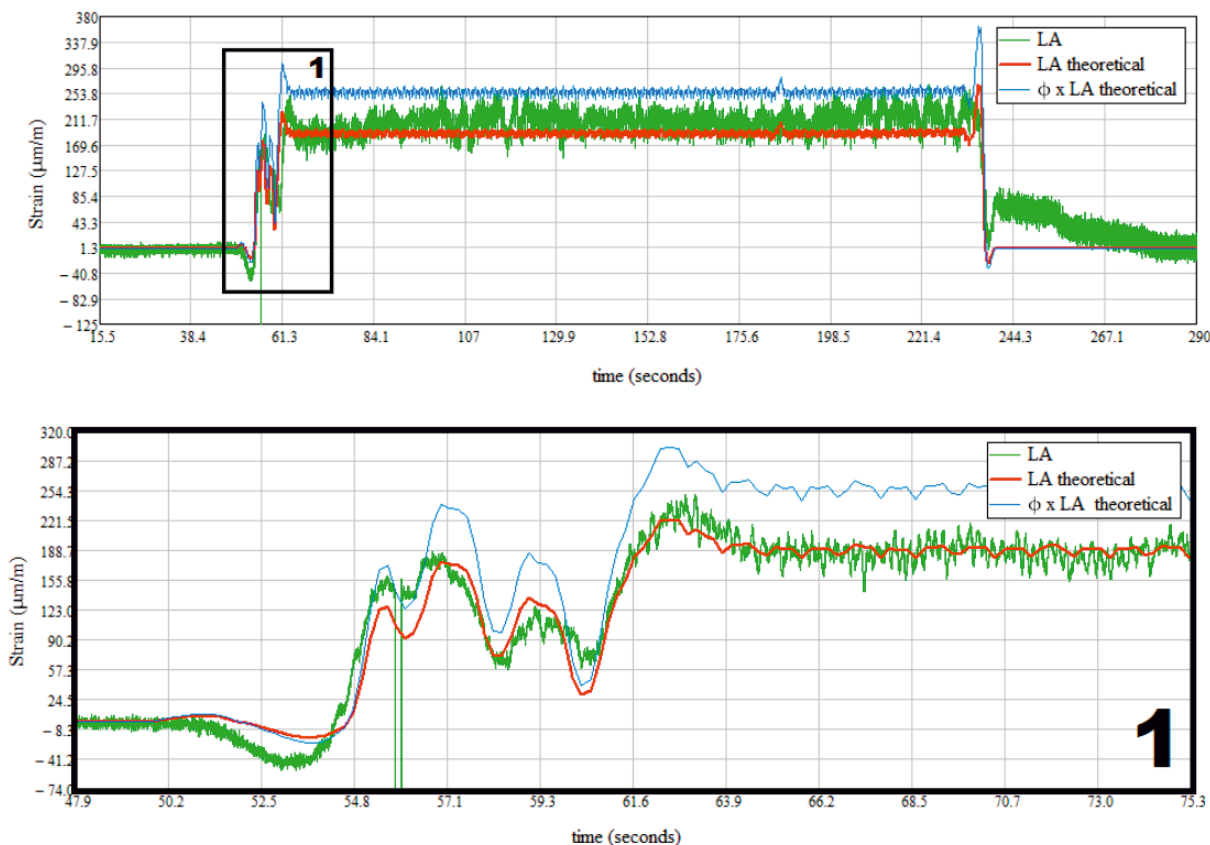 380
337.9
295.8
253.8
211.7
169.6
127.5
85.4
43.3
1.3
−40.8
−82.9
−125
Strain (μm/m)
1
LA
LA theoretical
ϕ x LA theoretical
15.5 38.4 61.3 84.1 107 129.9 152.8 175.6 198.5 221.4 244.3 267.1 290
time (seconds)
320.0
287.2
254.3
221.5
188.7
155.8
123.0
90.2
57.3
24.5
−8.3
−41.2
−74.0
Strain (μm/m)
LA
LA theoretical
ϕ x LA theoretical
1
47.9 50.2 52.5 54.8 57.1 59.3 61.6 63.9 66.2 68.5 70.7 73.0 75.3
time (seconds)